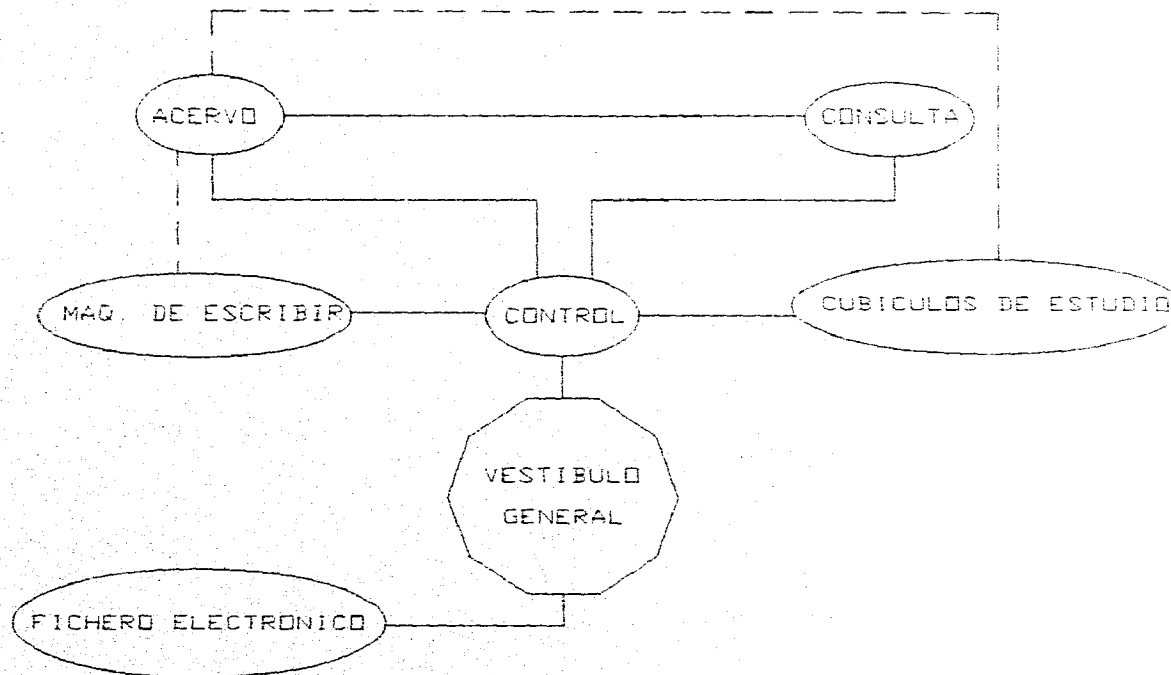 ACERVO
CONSULTA
MAQ. DE ESCRIBIR
CONTROL
CUBICULOS DE ESTUDIO
VESTIBULO
GENERAL
FICHERO ELECTRONICO